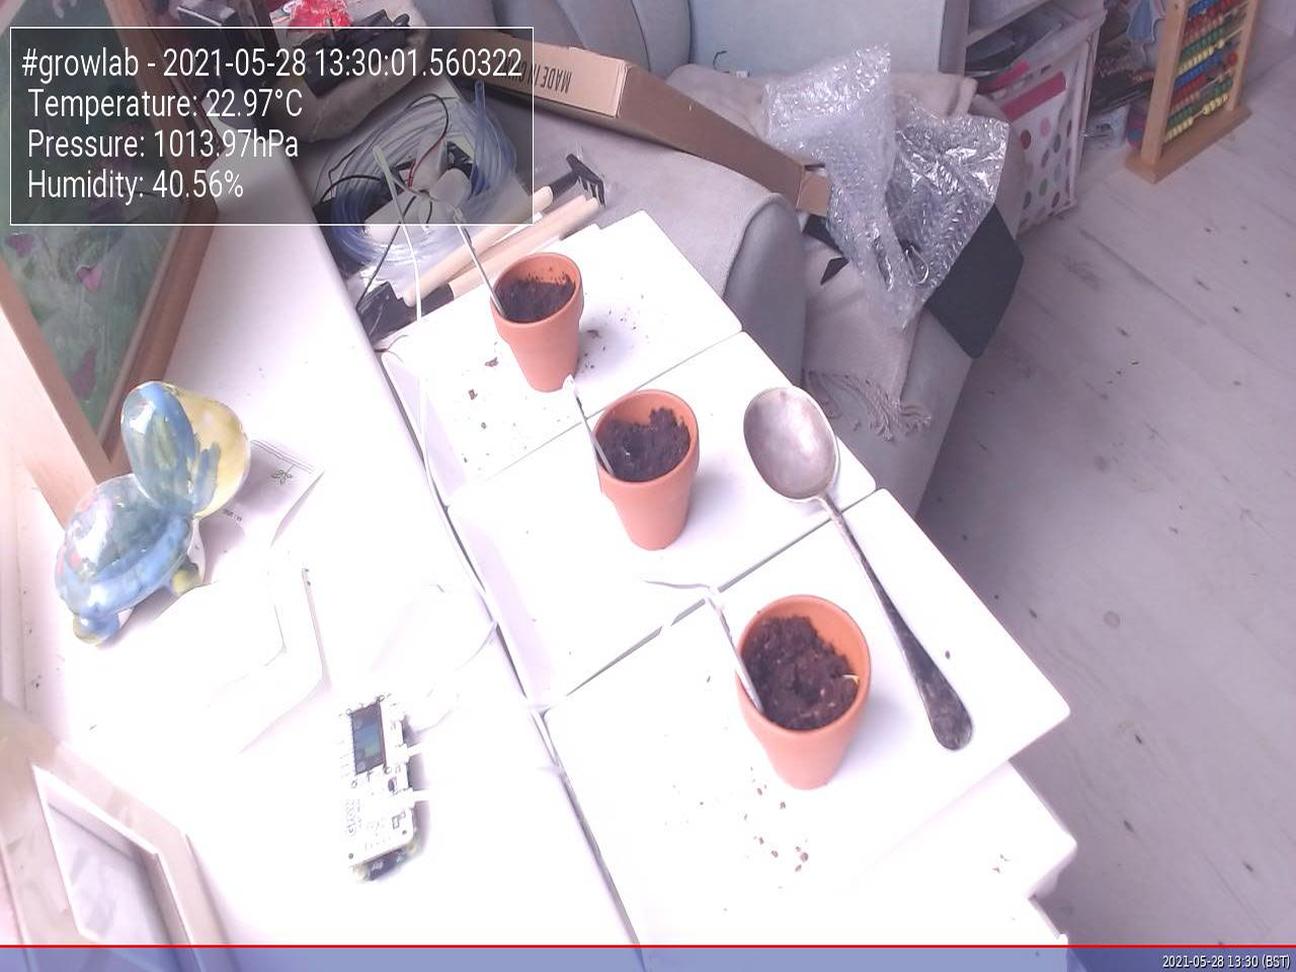 #growlab - 2021-05-28 13:30:01.560322
Temperature: 22.97°C
Pressure: 1013.97hPa
Humidity: 40.56%
MADE IN
2021-05-28 13:30 (BST)